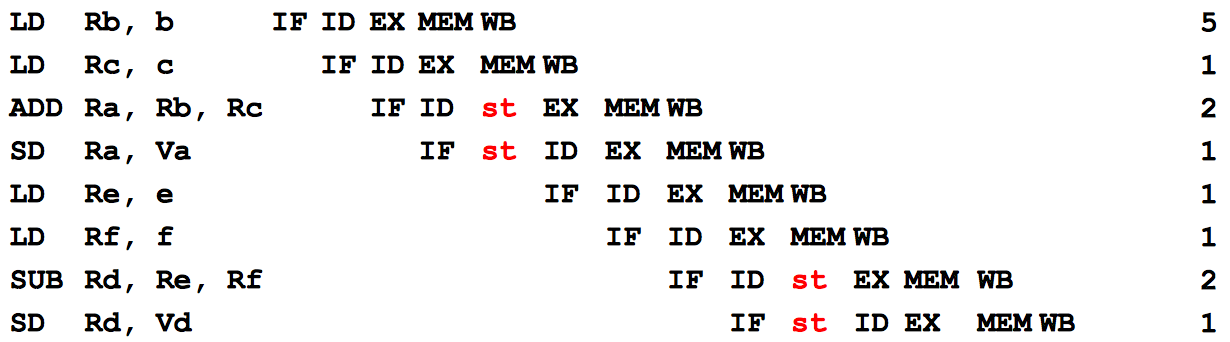 LD Rb, b IF ID EX MEM WB 5
LD Rc, c IF ID EX MEM WB 1
ADD Ra, Rb, Rc IF ID st EX MEM WB 2
SD Ra, Va IF st ID EX MEM WB 1
LD Re, e IF ID EX MEM WB 1
LD Rf, f IF ID EX MEM WB 1
SUB Rd, Re, Rf IF ID st EX MEM WB 2
SD Rd, Vd IF st ID EX MEM WB 1